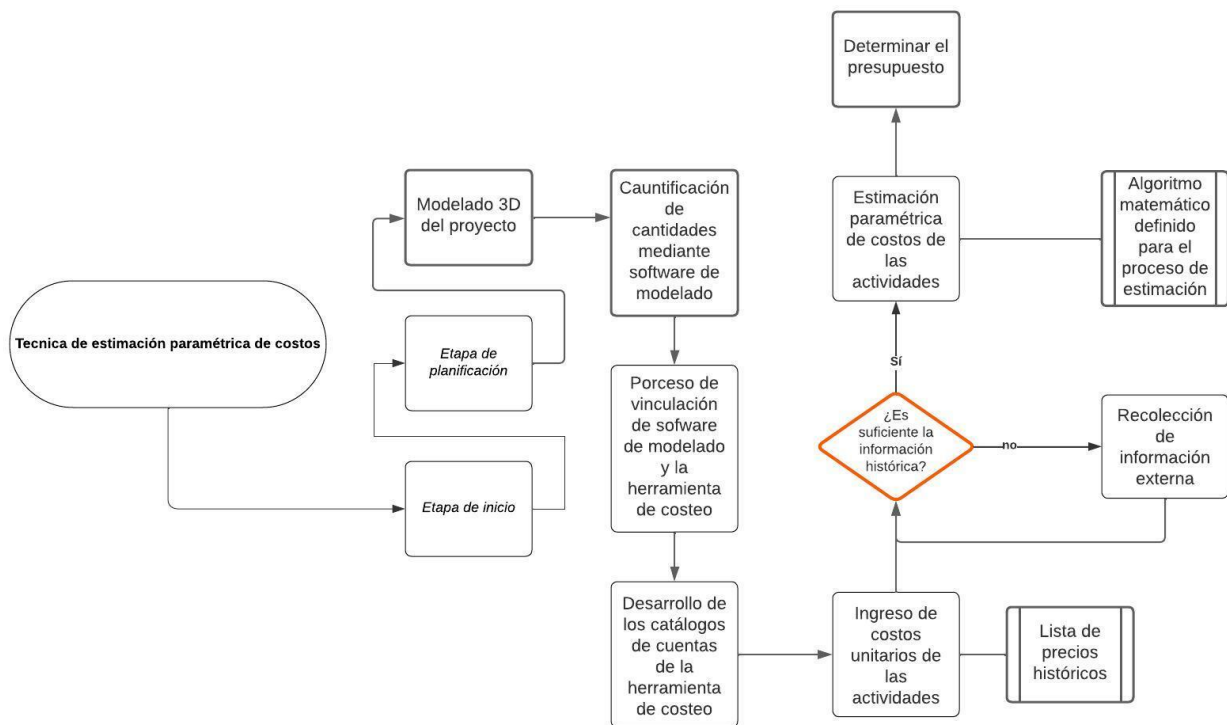 Tecnica de estimación paramétrica de costos
Etapa de inicio
Etapa de
planificación
Modelado 3D
del proyecto
Cauntificación
de
cantidades
mediante
software de
modelado
Porceso de
vinculación
de sofware
de modelado
y la
herramienta
de costeo
Desarrollo de
los catálogos
de cuentas
de la
herramienta
de costeo
Ingreso de
costos
unitarios de
las
actividades
Lista de
precios
históricos
¿Es
suficiente la
información
histórica?
no
Recolección
de
información
externa
Sí
Estimación
paramétrica
de costos de
las
actividades
Algoritmo
matemático
definido
para el
proceso de
estimación
Determinar el
presupuesto